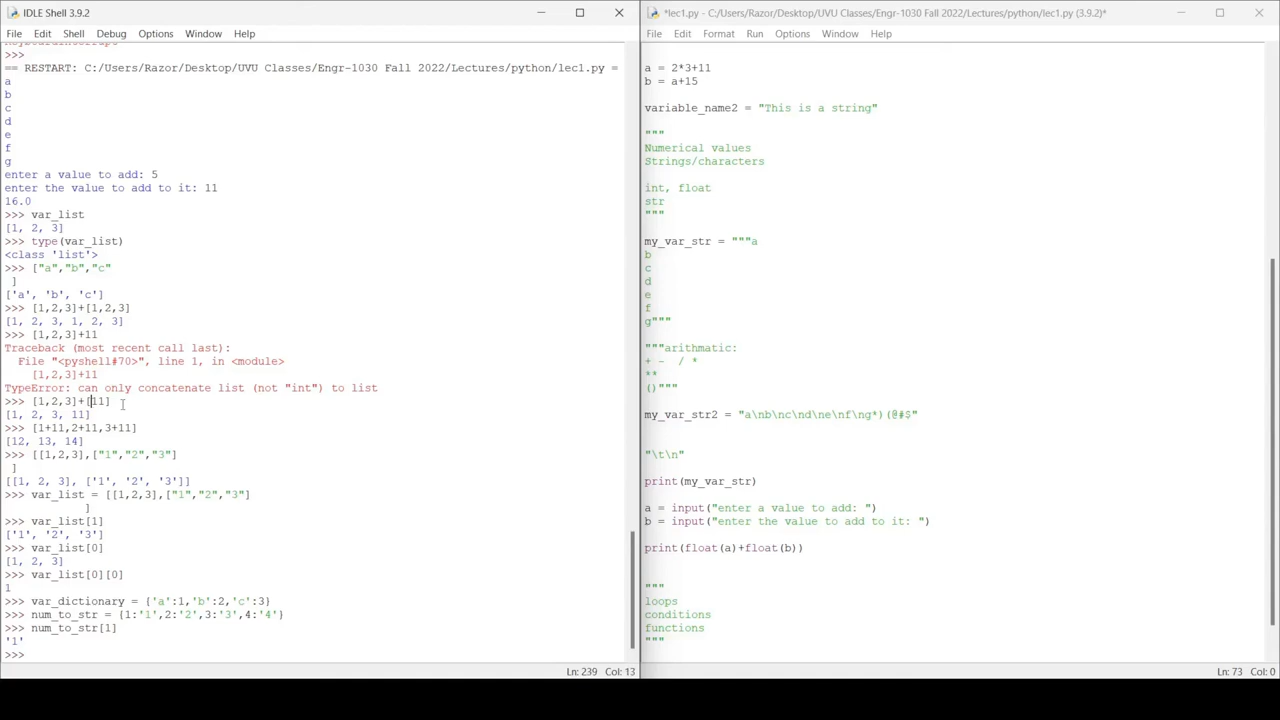 IDLE Shell 3.9.2
File Edit Shell Debug Options Window Help
>>>
== RESTART: C:/Users/Razor/Desktop/UVU Classes/Engr-1030 Fall 2022/Lectures/python/lec1.py =
a
b
c
d
e
f
g
enter a value to add: 5
enter the value to add to it: 11
16.0
>>> var_list
[1, 2, 3]
>>> type(var_list)
<class 'list'>
>>> ["a","b","c"
]
['a', 'b', 'c']
>>> [1,2,3]+[1,2,3]
[1, 2, 3, 1, 2, 3]
>>> [1,2,3]+11
Traceback (most recent call last):
File "<pyshell#70>", line 1, in <module>
[1,2,3]+11
TypeError: can only concatenate list (not "int") to list
>>> [1,2,3]+[11]
[1, 2, 3, 11]
>>> [1+11,2+11,3+11]
[12, 13, 14]
>>> [[1,2,3],["1","2","3"]
]
[[1, 2, 3], ['1', '2', '3']]
>>> var_list = [[1,2,3],["1","2","3"]
]
>>> var_list[1]
['1', '2', '3']
>>> var_list[0]
[1, 2, 3]
>>> var_list[0][0]
1
>>> var_dictionary = {'a':1,'b':2,'c':3}
>>> num_to_str = {1:'1',2:'2',3:'3',4:'4'}
>>> num_to_str[1]
'1'
>>>
Ln: 239 Col: 13
*lec1.py - C:/Users/Razor/Desktop/UVU Classes/Engr-1030 Fall 2022/Lectures/python/lec1.py (3.9.2)*
File Edit Format Run Options Window Help
a = 2*3+11
b = a+15
variable_name2 = "This is a string"
"""
Numerical values
Strings/characters
int, float
str
"""
my_var_str = """a
b
c
d
e
f
g"""
"""arithmatic:
+ - / *
**
()"""
my_var_str2 = "a\nb\nc\nd\ne\nf\ng*)(@#$"
"\t\n"
print(my_var_str)
a = input("enter a value to add: ")
b = input("enter the value to add to it: ")
print(float(a)+float(b))
"""
loops
conditions
functions
"""
Ln: 73 Col: 0